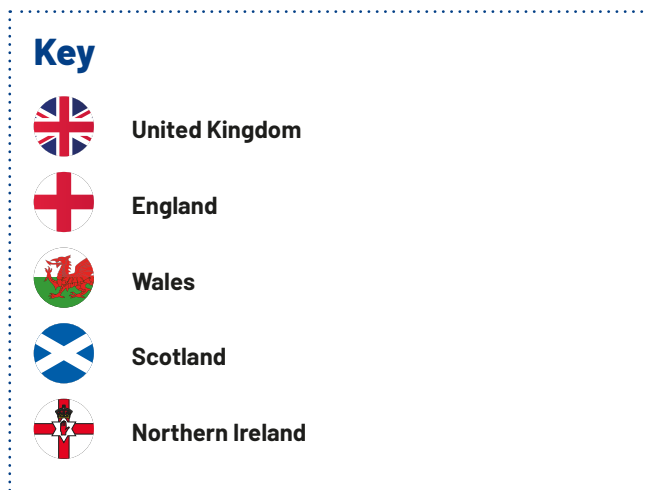 Key
United Kingdom
England
Wales
Scotland
Northern Ireland